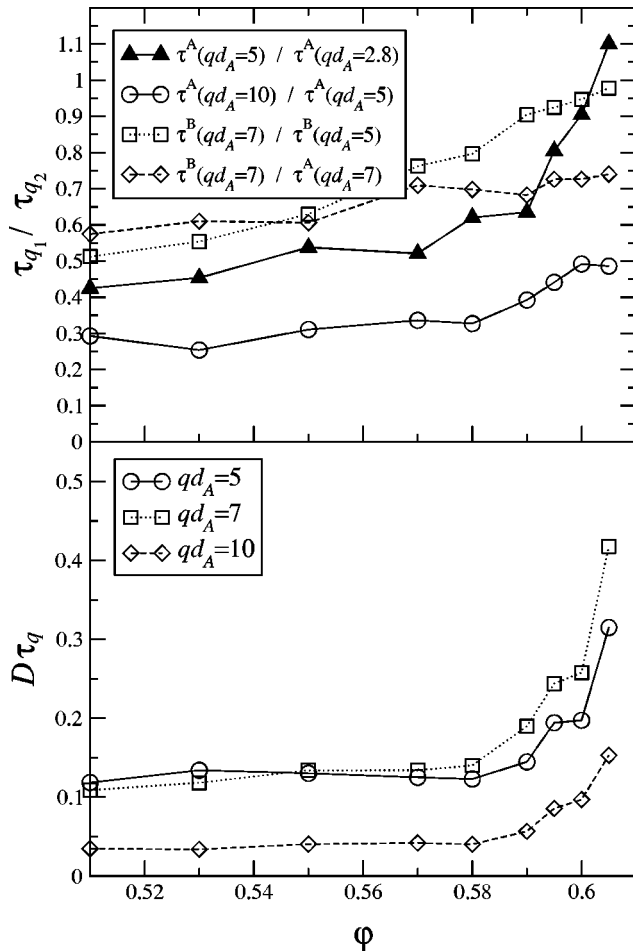 1.1
1
0.9
0.8
0.7
0.6
0.5
0.4
0.3
0.2
0.1
0
τ^A(qd_A=5) / τ^A(qd_A=2.8)
τ^A(qd_A=10) / τ^A(qd_A=5)
τ^B(qd_A=7) / τ^B(qd_A=5)
τ^B(qd_A=7) / τ^A(qd_A=7)
τ_q1 / τ_q2
0.5
0.4
0.3
0.2
0.1
0
qd_A=5
qd_A=7
qd_A=10
Dτ_q
0.52 0.54 0.56 0.58 0.6
φ